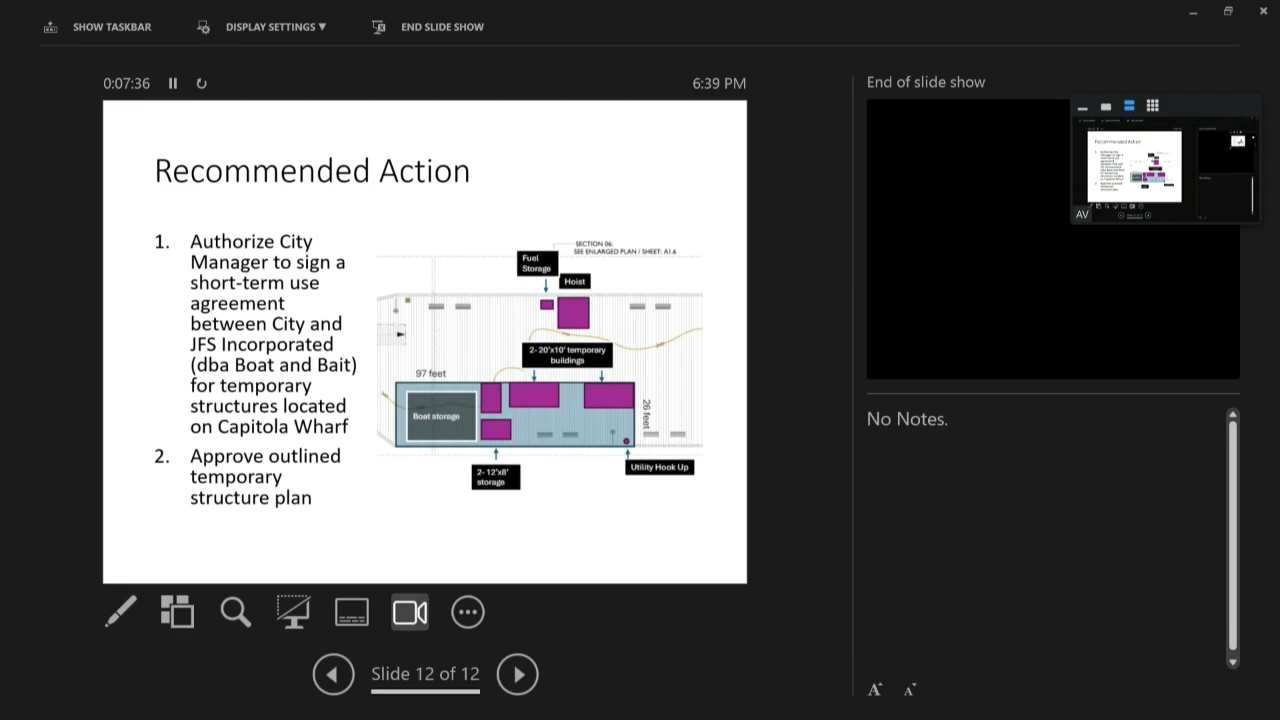 SHOW TASKBAR
DISPLAY SETTINGS ▼
END SLIDE SHOW
0:07:36
6:39 PM
End of slide show
AV
Recommended Action
1. Authorize City
Manager to sign a
short-term use
agreement
between City and
JFS Incorporated
(dba Boat and Bait)
for temporary
structures located
on Capitola Wharf
2. Approve outlined
temporary
structure plan
SECTION 06:
SEE ENLARGED PLAN / SHEET: A1.6
Fuel
Storage
Hoist
2- 20'x10' temporary
buildings
97 feet
Boat storage
26 feet
2- 12'x8'
storage
Utility Hook Up
No Notes.
Slide 12 of 12
A A